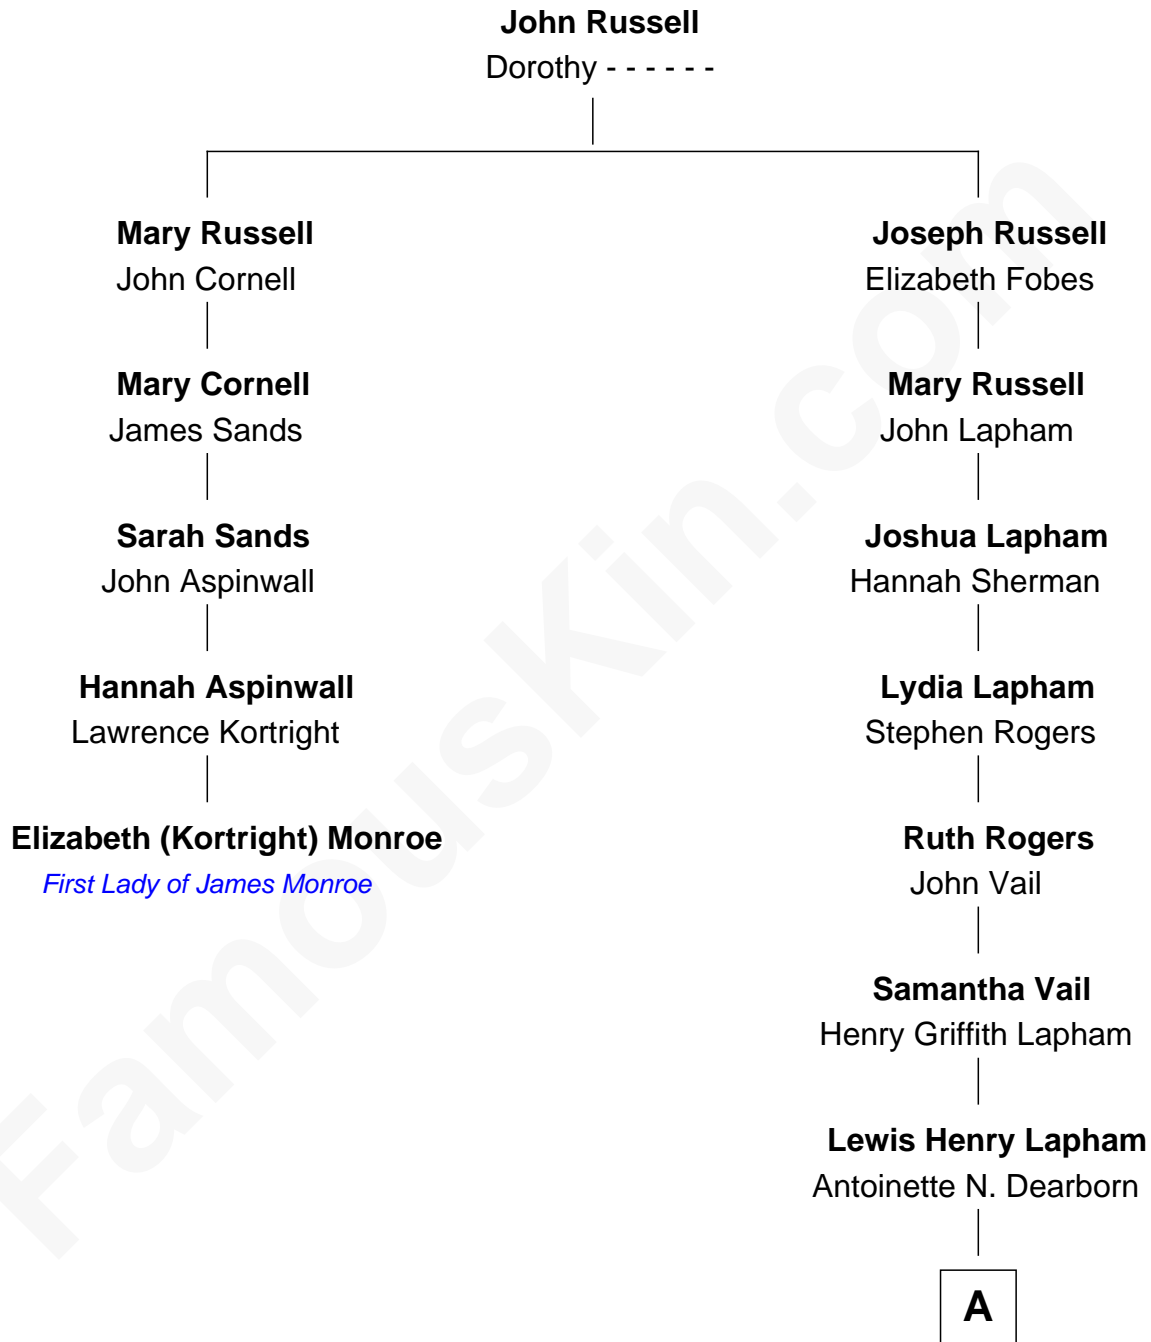 John Russell
Dorothy - - - - - -
Mary Russell
John Cornell
Mary Cornell
James Sands
Sarah Sands
John Aspinwall
Hannah Aspinwall
Lawrence Kortright
Elizabeth (Kortright) Monroe
First Lady of James Monroe
Joseph Russell
Elizabeth Fobes
Mary Russell
John Lapham
Joshua Lapham
Hannah Sherman
Lydia Lapham
Stephen Rogers
Ruth Rogers
John Vail
Samantha Vail
Henry Griffith Lapham
Lewis Henry Lapham
Antoinette N. Dearborn
A
FamousKin.com